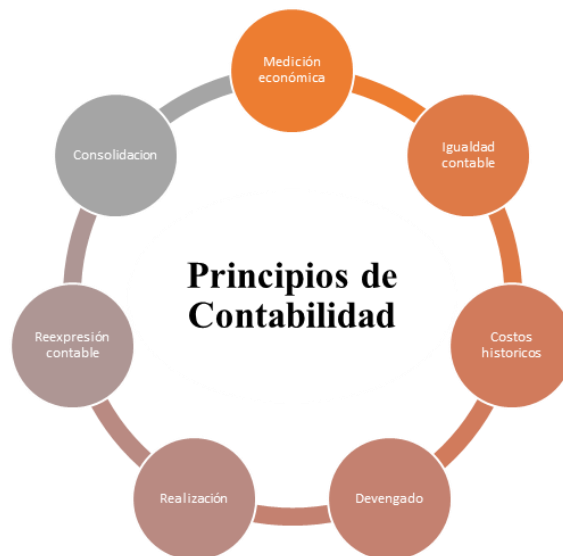 Medición
económica
Igualdad
contable
Costos
historicos
Devengado
Realización
Reexpresión
contable
Consolidacion
Principios de
Contabilidad